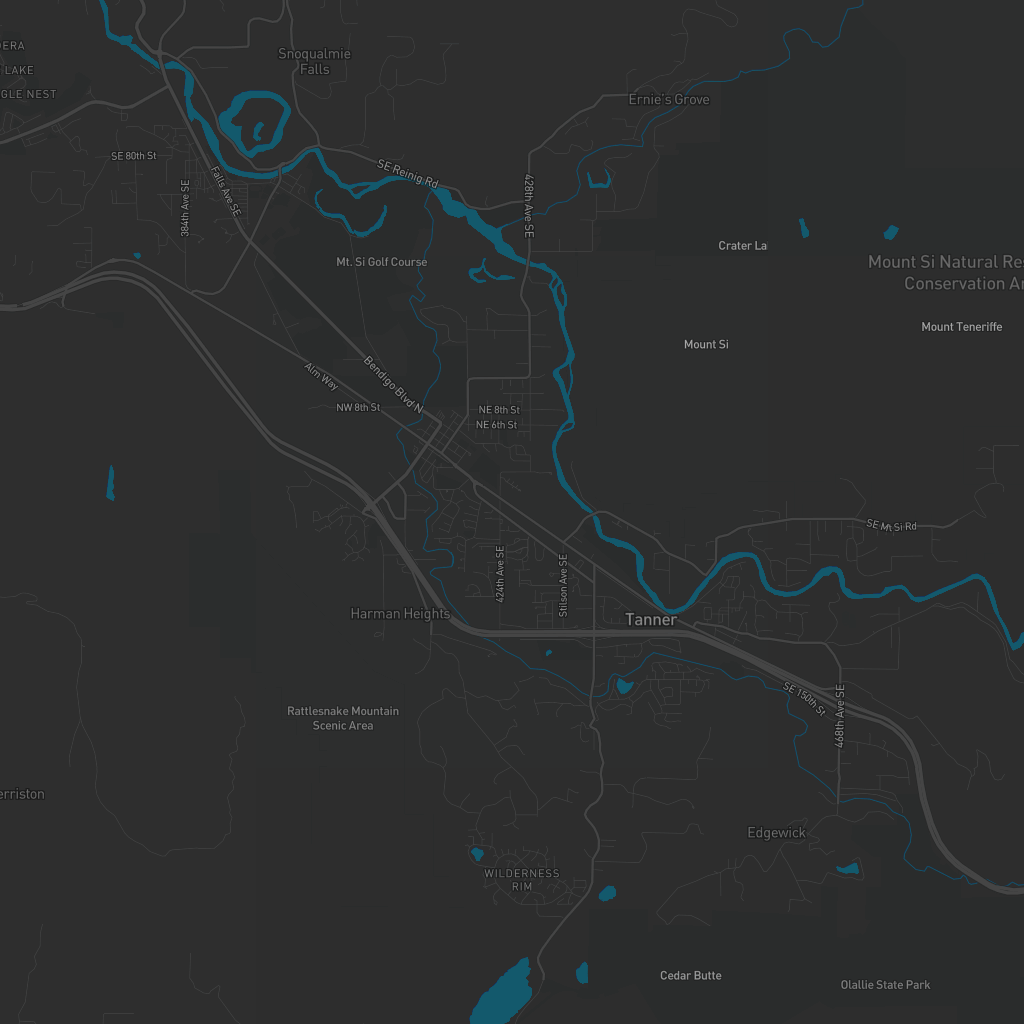 DERA
LAKE
GLE NEST
Snoqualmie
Falls
Ernie's Grove
SE 80th St
SE Reinig Rd
384th Ave SE
Falls Ave SE
428th Ave SE
Mt. Si Golf Course
Crater La
Mount Si Natural Res
Conservation Ar
Mount Teneriffe
Mount Si
Alm Way
Bendigo Blvd N
NW 8th St
NE 8th St
NE 6th St
SE Mt Si Rd
424th Ave SE
Stilson Ave SE
Harman Heights
Tanner
SE 150th St
468th Ave SE
Rattlesnake Mountain
Scenic Area
erriston
Edgewick
WILDERNESS
RIM
Cedar Butte
Olallie State Park